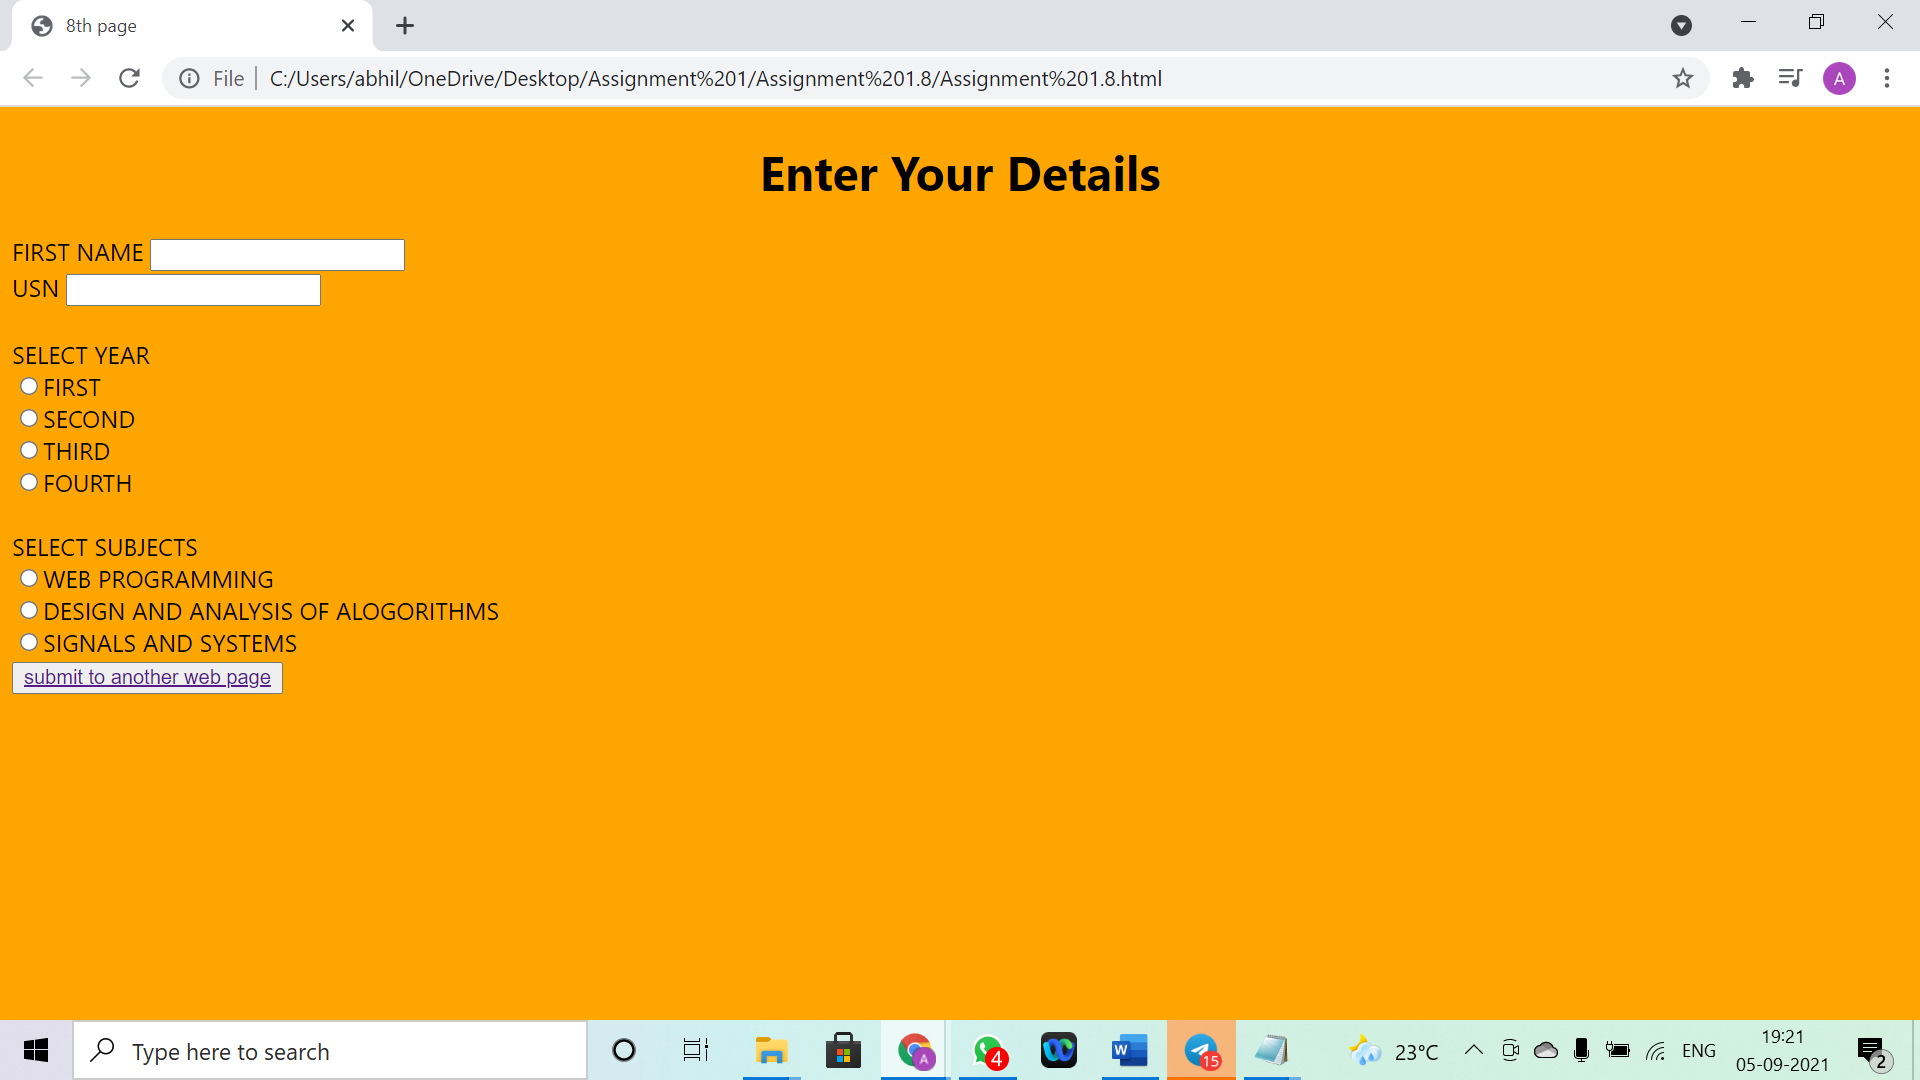 8th page
File
C:/Users/abhil/OneDrive/Desktop/Assignment%201/Assignment%201.8/Assignment%201.8.html
A
Enter Your Details
FIRST NAME
USN
SELECT YEAR
FIRST
SECOND
THIRD
FOURTH
SELECT SUBJECTS
WEB PROGRAMMING
DESIGN AND ANALYSIS OF ALOGORITHMS
SIGNALS AND SYSTEMS
submit to another web page
Type here to search
A
4
W
15
23°C
ENG
19:21
05-09-2021
2